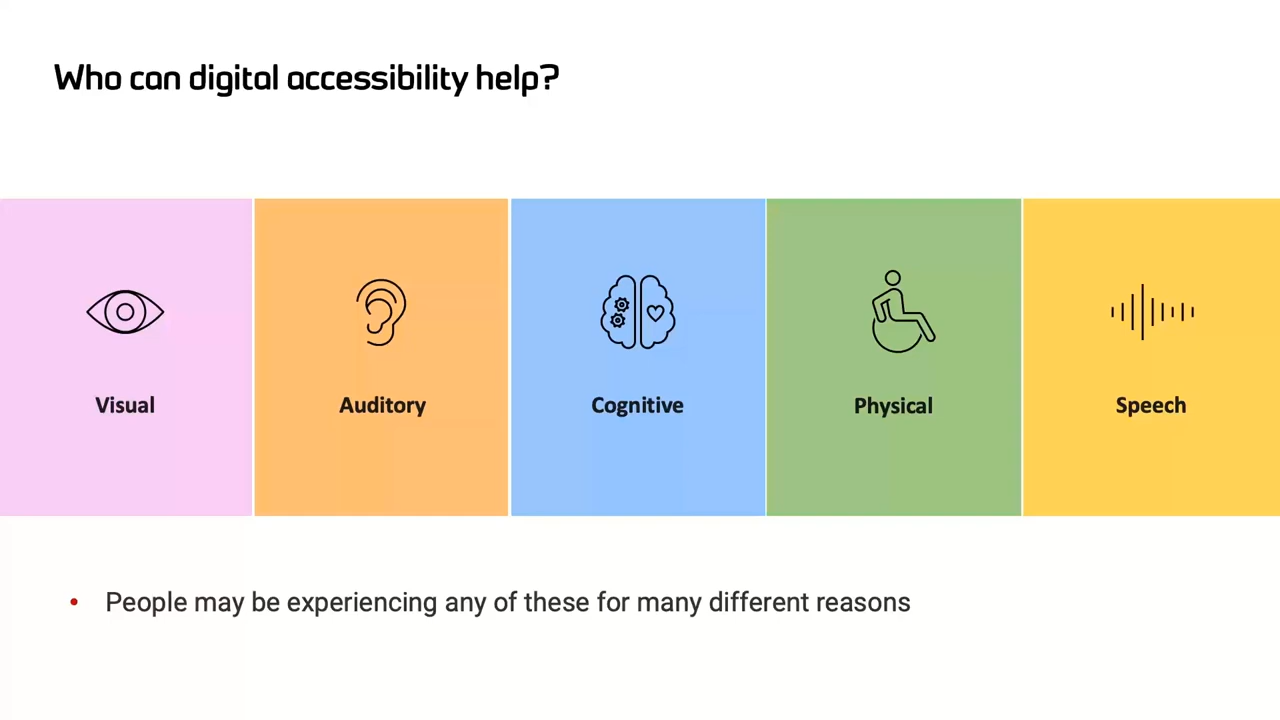 Who can digital accessibility help?
Visual
Auditory
Cognitive
Physical
Speech
• People may be experiencing any of these for many different reasons